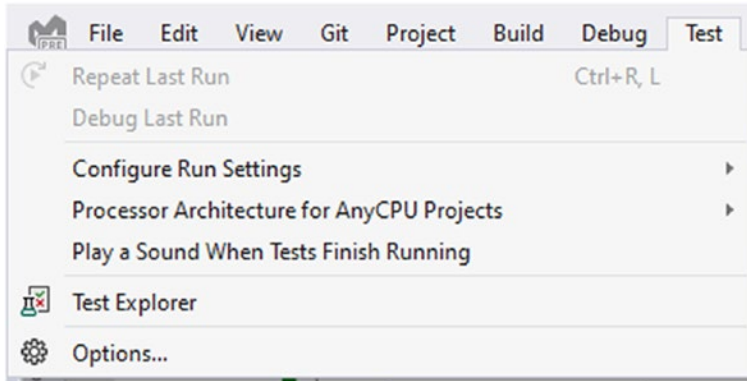 PRE File Edit View Git Project Build Debug Test
Repeat Last Run Ctrl+R, L
Debug Last Run
Configure Run Settings
Processor Architecture for AnyCPU Projects
Play a Sound When Tests Finish Running
Test Explorer
Options...